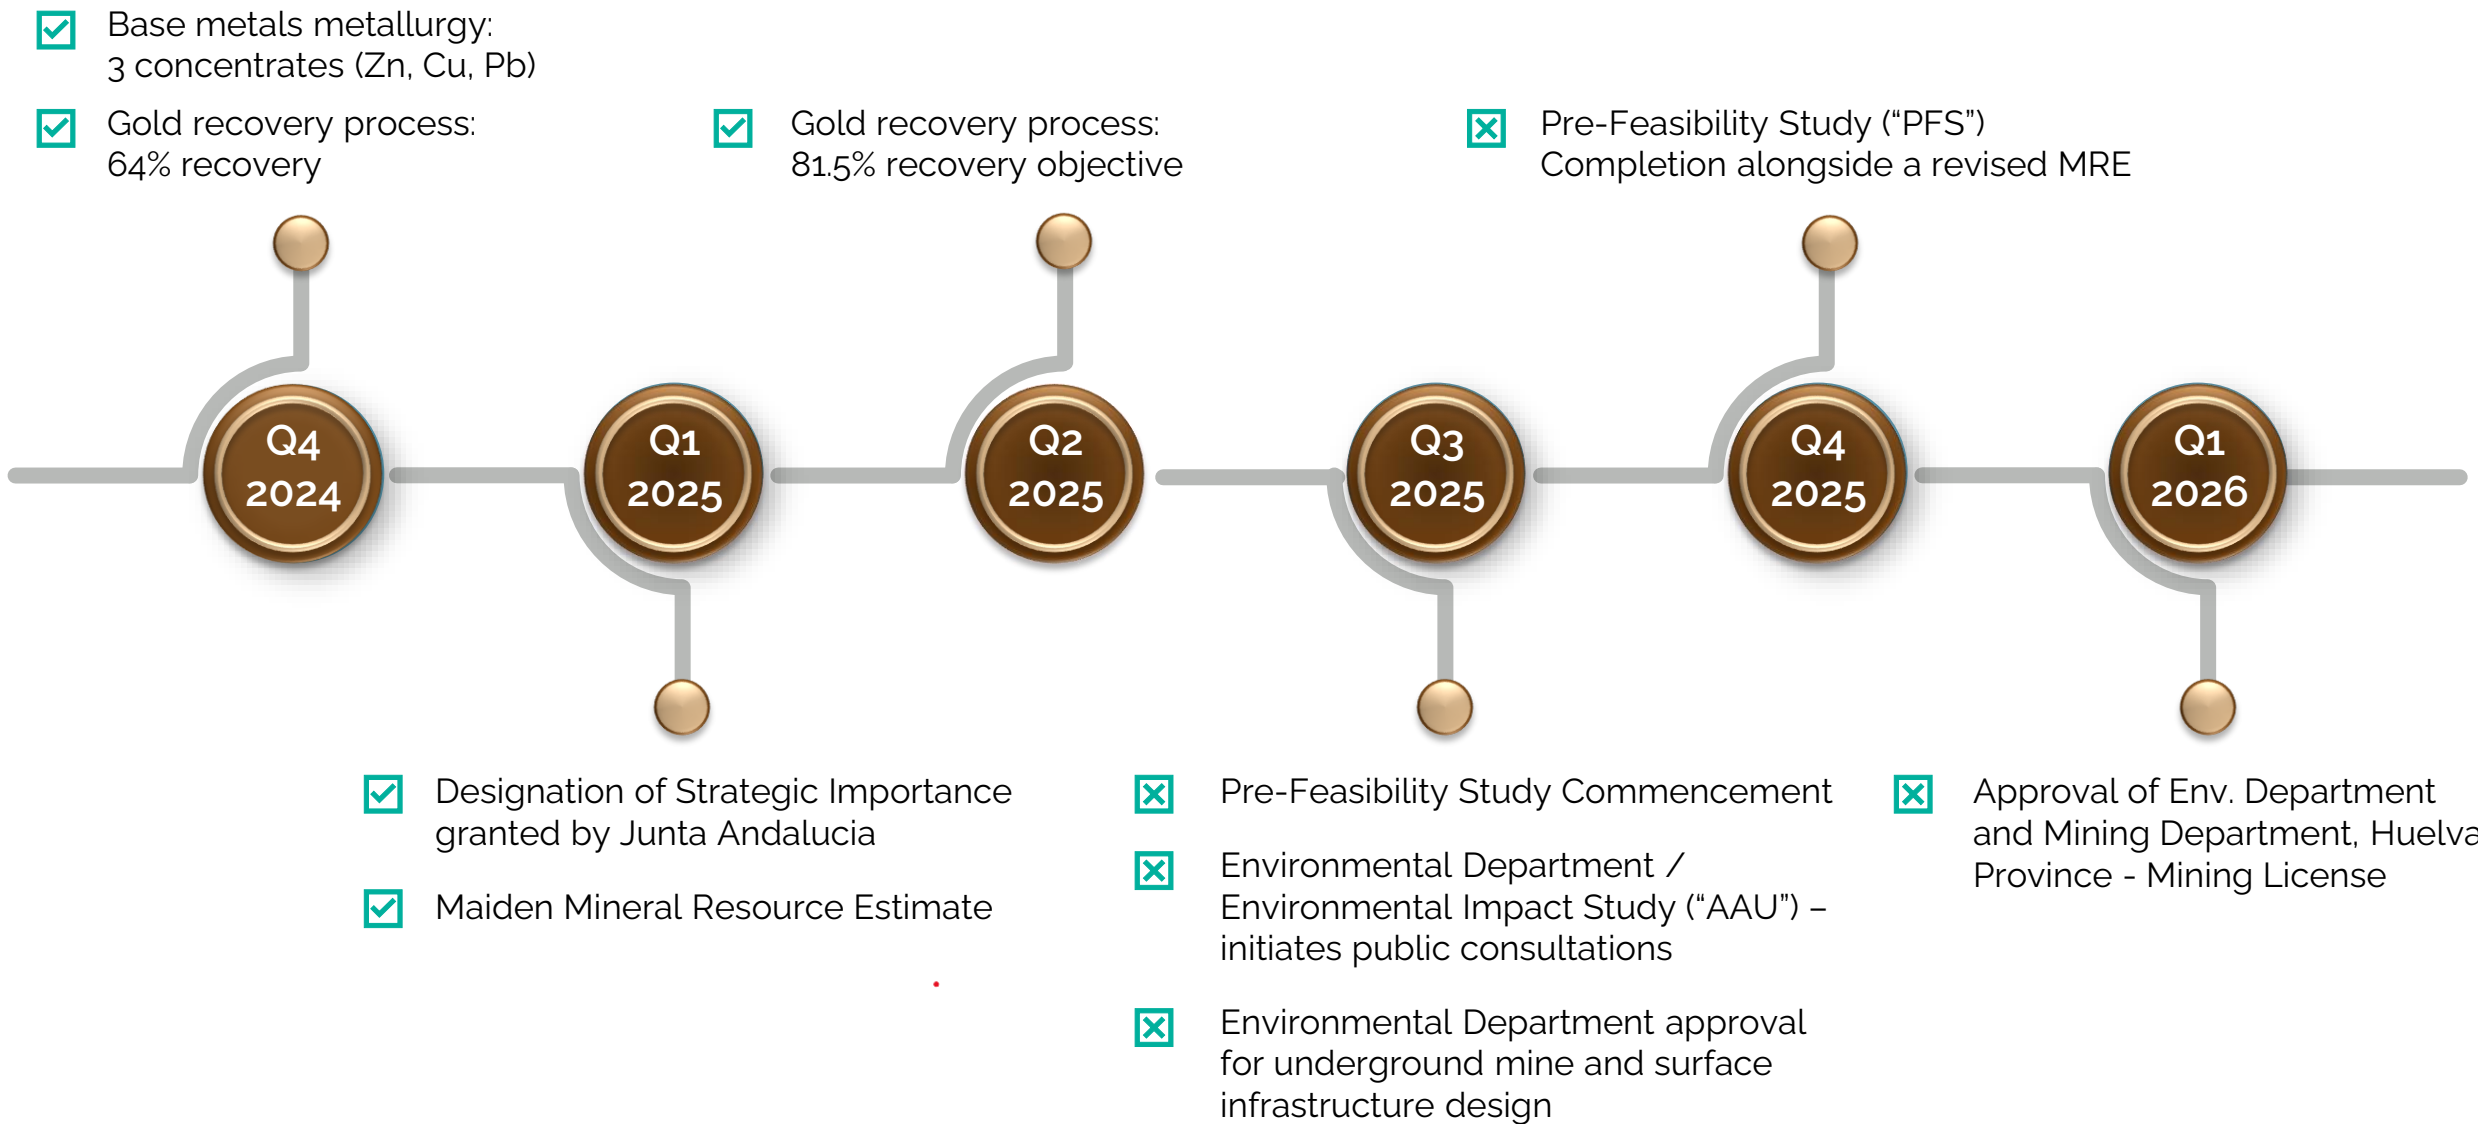 Base metals metallurgy:
3 concentrates (Zn, Cu, Pb)
Gold recovery process:
64% recovery
Gold recovery process:
81.5% recovery objective
Pre-Feasibility Study (“PFS”)
Completion alongside a revised MRE
Q4
2024
Q1
2025
Q2
2025
Q3
2025
Q4
2025
Q1
2026
Designation of Strategic Importance
granted by Junta Andalucia
Maiden Mineral Resource Estimate
Pre-Feasibility Study Commencement
Environmental Department /
Environmental Impact Study (“AAU”) –
initiates public consultations
Environmental Department approval
for underground mine and surface
infrastructure design
Approval of Env. Department
and Mining Department, Huelva
Province - Mining License